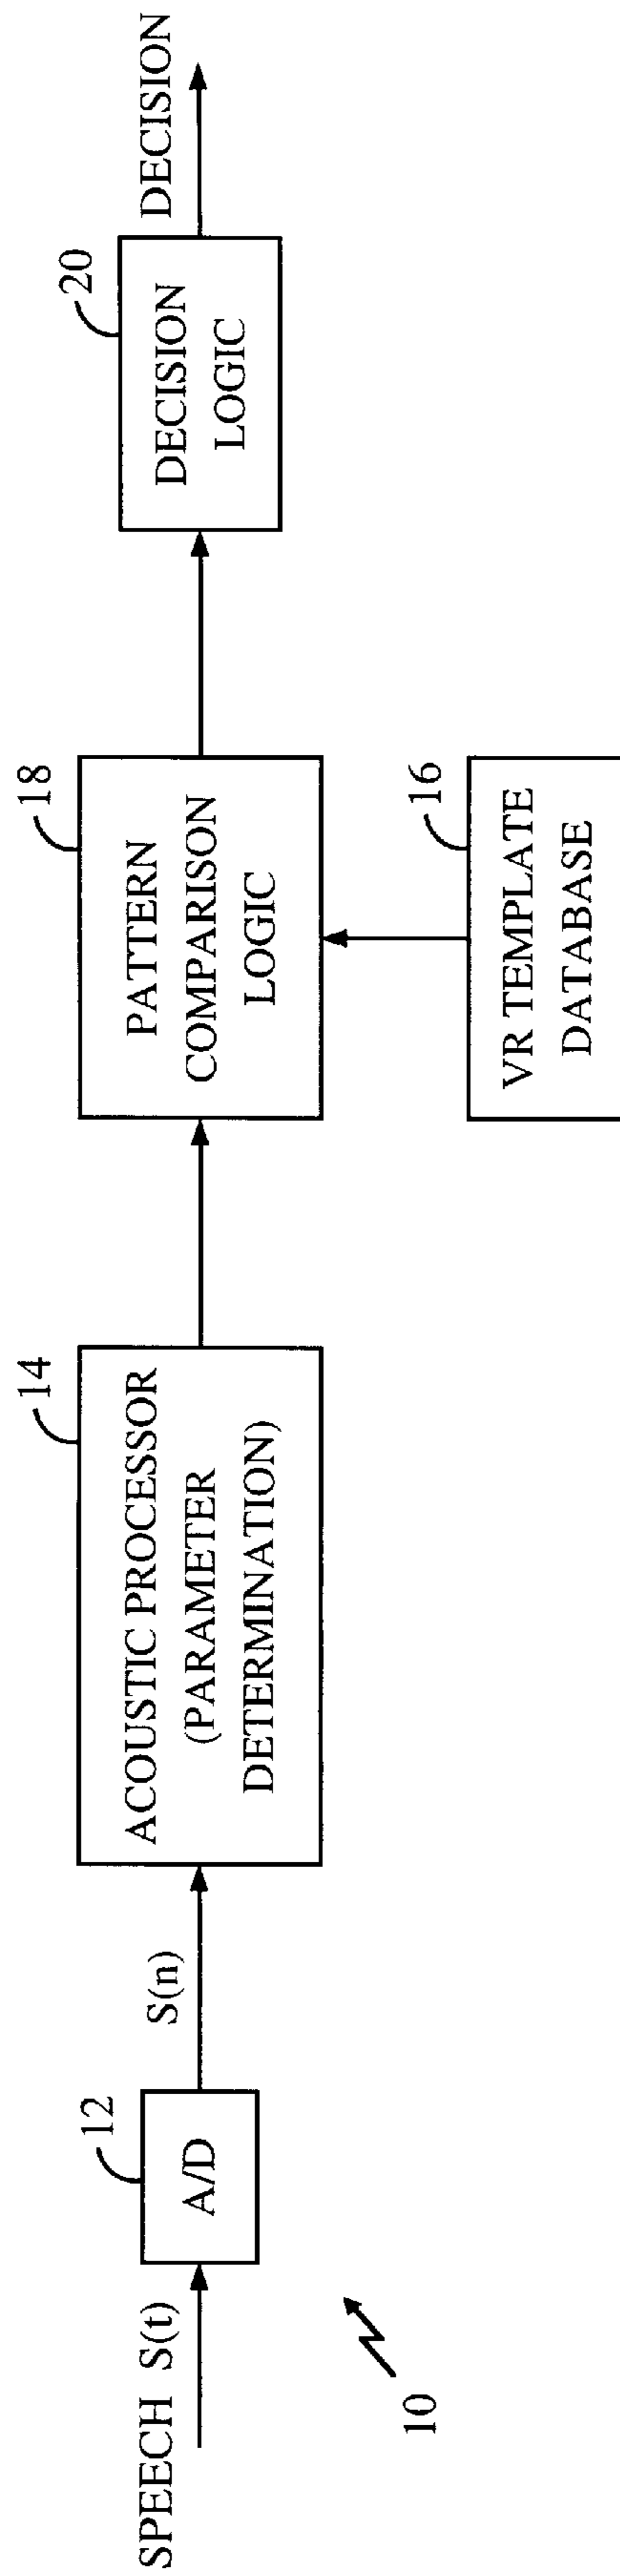 SPEECH S(t)
12
A/D
S(n)
14
ACOUSTIC PROCESSOR
(PARAMETER
DETERMINATION)
18
PATTERN
COMPARISON
LOGIC
16
VR TEMPLATE
DATABASE
20
DECISION
LOGIC
DECISION
10